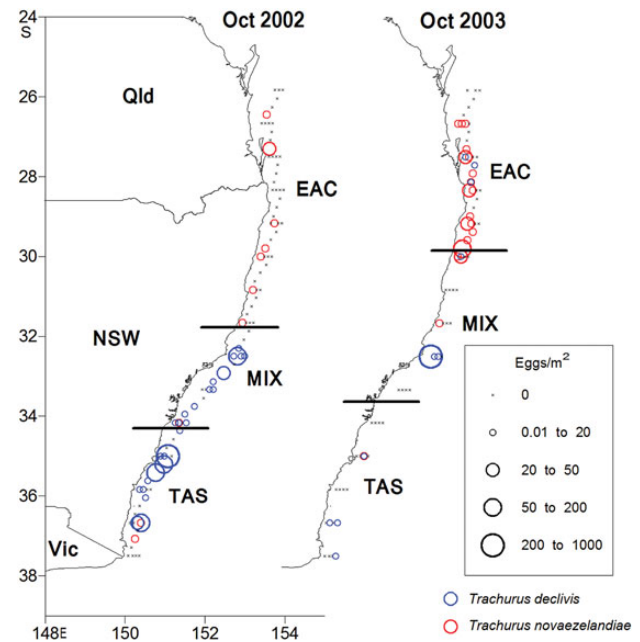 24
S
26
28
30
32
34
36
38
148E
150
152
154
Oct 2002
Qld
EAC
NSW
MIX
TAS
Vic
Oct 2003
EAC
MIX
TAS
Eggs/m²
0
0.01 to 20
20 to 50
50 to 200
200 to 1000
Trachurus declivis
Trachurus novaezelandiae